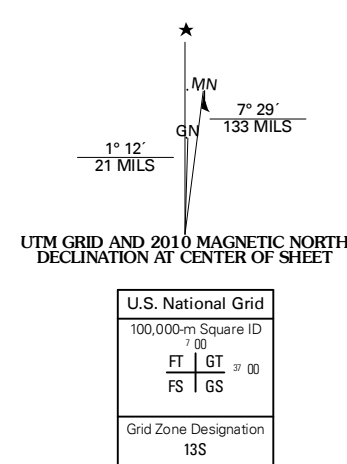 ★
MN
GN
7° 29´
133 MILS
1° 12´
21 MILS
UTM GRID AND 2010 MAGNETIC NORTH
DECLINATION AT CENTER OF SHEET
U.S. National Grid
100,000-m Square ID
7 00
FT GT 37 00
FS GS
Grid Zone Designation
13S